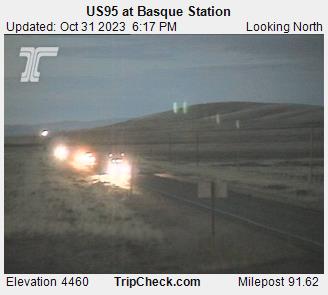 US95 at Basque Station
Updated: Oct 31 2023 6:17 PM Looking North
Elevation 4460 TripCheck.com Milepost 91.62